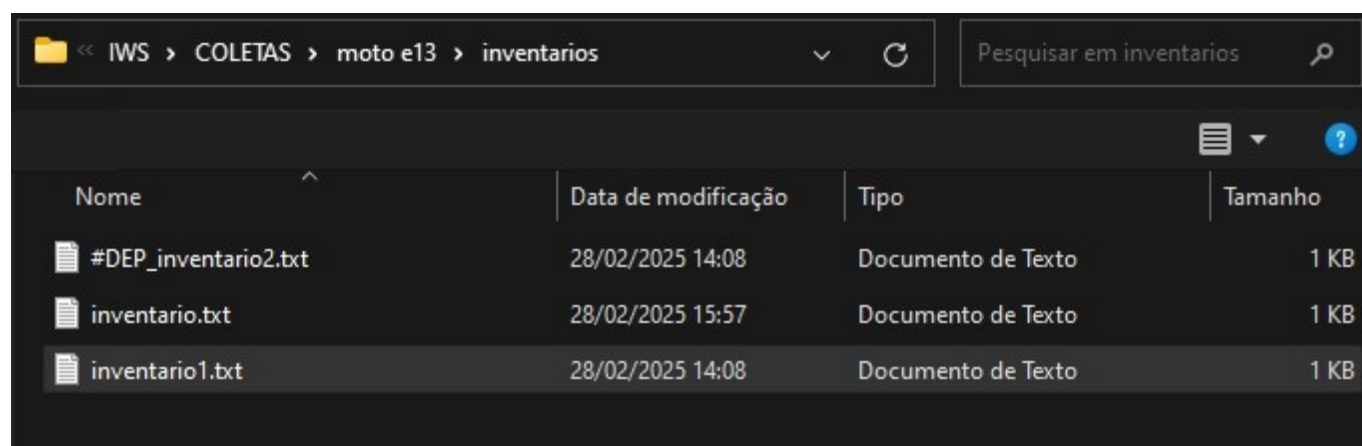 « IWS > COLETAS > moto e13 > inventarios Pesquisar em inventarios
?
Nome Data de modificação Tipo Tamanho
#DEP_inventario2.txt 28/02/2025 14:08 Documento de Texto 1 KB
inventario.txt 28/02/2025 15:57 Documento de Texto 1 KB
inventario1.txt 28/02/2025 14:08 Documento de Texto 1 KB